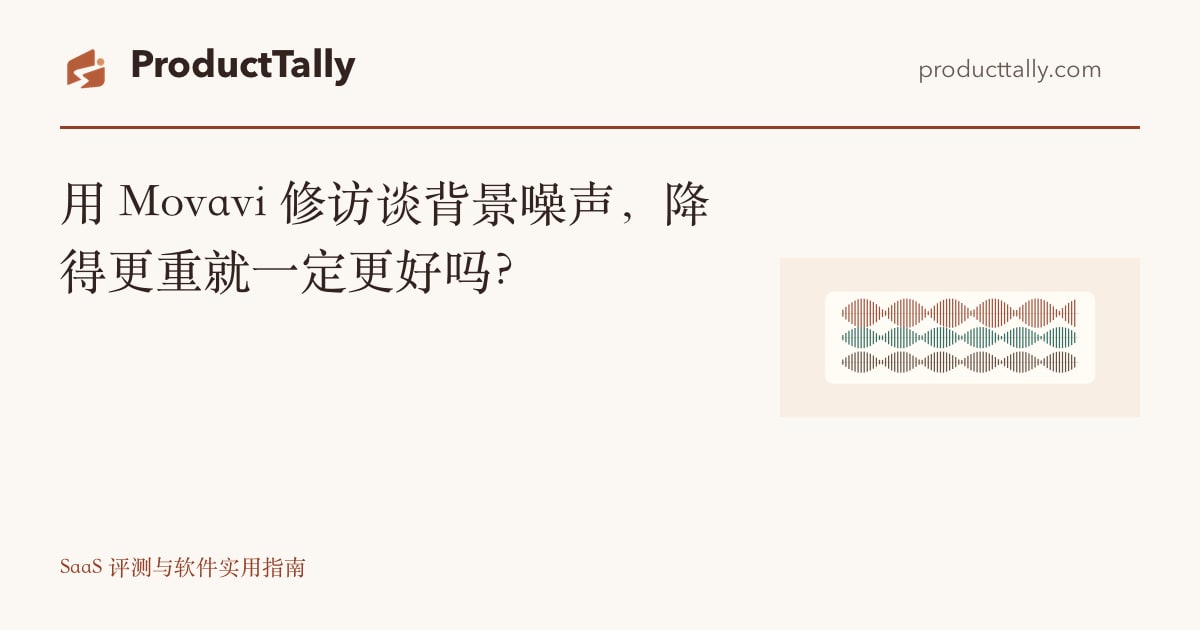 ProductTally
producttally.com
用 Movavi 修访谈背景噪声，降
得更重就一定更好吗?
SaaS 评测与软件实用指南